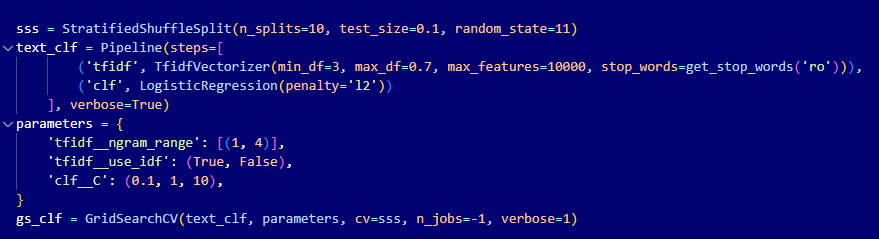 sss = StratifiedShuffleSplit(n_splits=10, test_size=0.1, random_state=11)
text_clf = Pipeline(steps=[
        ('tfidf', TfidfVectorizer(min_df=3, max_df=0.7, max_features=10000, stop_words=get_stop_words('ro'))),
        ('clf', LogisticRegression(penalty='l2'))
    ], verbose=True)
parameters = {
    'tfidf__ngram_range': [(1, 4)],
    'tfidf__use_idf': (True, False),
    'clf__C': (0.1, 1, 10),
}
gs_clf = GridSearchCV(text_clf, parameters, cv=sss, n_jobs=-1, verbose=1)